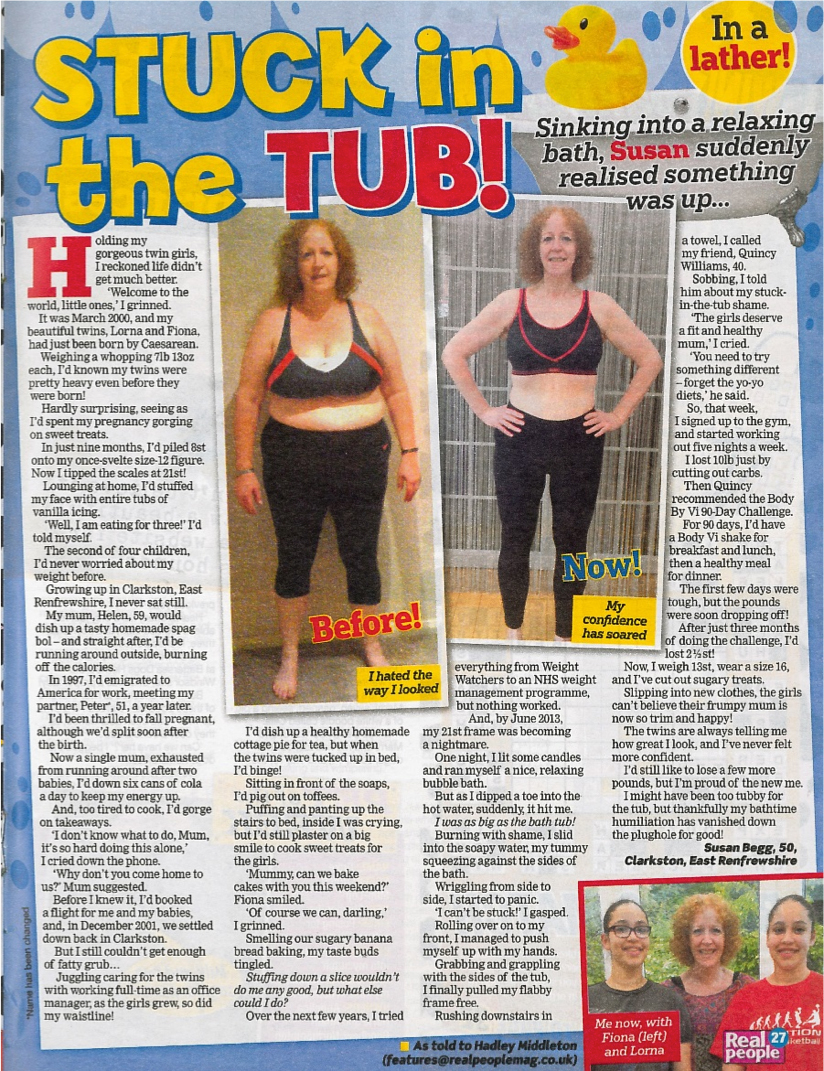 STUCK in
the TUB!
In a
lather!
Sinking into a relaxing
bath, Susan suddenly
realised something
was up...
Holding my
gorgeous twin girls,
I reckoned life didn't
get much better.
'Welcome to the
world, little ones,' I grinned.
It was March 2000, and my
beautiful twins, Lorna and Fiona,
had just been born by Caesarean.
Weighing a whopping 7lb 13oz
each, I'd known my twins were
pretty heavy even before they
were born!
Hardly surprising, seeing as
I'd spent my pregnancy gorging
on sweet treats.
In just nine months, I'd piled 8st
onto my once-svelte size-12 figure.
Now I tipped the scales at 21st!
Lounging at home, I'd stuffed
my face with entire tubs of
vanilla icing.
'Well, I am eating for three!' I'd
told myself.
The second of four children,
I'd never worried about my
weight before.
Growing up in Clarkston, East
Renfrewshire, I never sat still.
My mum, Helen, 59, would
dish up a tasty homemade spag
bol – and straight after, I'd be
running around outside, burning
off the calories.
In 1997, I'd emigrated to
America for work, meeting my
partner, Peter*, 51, a year later.
I'd been thrilled to fall pregnant,
although we'd split soon after
the birth.
Now a single mum, exhausted
from running around after two
babies, I'd down six cans of cola
a day to keep my energy up.
And, too tired to cook, I'd gorge
on takeaways.
'I don't know what to do, Mum,
it's so hard doing this alone,'
I cried down the phone.
'Why don't you come home to
us?' Mum suggested.
Before I knew it, I'd booked
a flight for me and my babies,
and, in December 2001, we settled
down back in Clarkston.
But I still couldn't get enough
of fatty grub...
Juggling caring for the twins
with working full-time as an office
manager, as the girls grew, so did
my waistline!
*Name has been changed
Before!
I hated the
way I looked
Now!
My
confidence
has soared
I'd dish up a healthy homemade
cottage pie for tea, but when
the twins were tucked up in bed,
I'd binge!
Sitting in front of the soaps,
I'd pig out on toffees.
Puffing and panting up the
stairs to bed, inside I was crying,
but I'd still plaster on a big
smile to cook sweet treats for
the girls.
'Mummy, can we bake
cakes with you this weekend?'
Fiona smiled.
'Of course we can, darling,'
I grinned.
Smelling our sugary banana
bread baking, my taste buds
tingled.
Stuffing down a slice wouldn't
do me any good, but what else
could I do?
Over the next few years, I tried
everything from Weight
Watchers to an NHS weight
management programme,
but nothing worked.
And, by June 2013,
my 21st frame was becoming
a nightmare.
One night, I lit some candles
and ran myself a nice, relaxing
bubble bath.
But as I dipped a toe into the
hot water, suddenly, it hit me.
I was as big as the bath tub!
Burning with shame, I slid
into the soapy water, my tummy
squeezing against the sides of
the bath.
Wriggling from side to
side, I started to panic.
'I can't be stuck!' I gasped.
Rolling over on to my
front, I managed to push
myself up with my hands.
Grabbing and grappling
with the sides of the tub,
I finally pulled my flabby
frame free.
Rushing downstairs in
a towel, I called
my friend, Quincy
Williams, 40.
Sobbing, I told
him about my stuck-
in-the-tub shame.
'The girls deserve
a fit and healthy
mum,' I cried.
'You need to try
something different
– forget the yo-yo
diets,' he said.
So, that week,
I signed up to the gym,
and started working
out five nights a week.
I lost 10lb just by
cutting out carbs.
Then Quincy
recommended the Body
By Vi 90-Day Challenge.
For 90 days, I'd have
a Body Vi shake for
breakfast and lunch,
then a healthy meal
for dinner.
The first few days were
tough, but the pounds
were soon dropping off!
After just three months
of doing the challenge, I'd
lost 2½st!
Now, I weigh 13st, wear a size 16,
and I've cut out sugary treats.
Slipping into new clothes, the girls
can't believe their frumpy mum is
now so trim and happy!
The twins are always telling me
how great I look, and I've never felt
more confident.
I'd still like to lose a few more
pounds, but I'm proud of the new me.
I might have been too tubby for
the tub, but thankfully my bathtime
humiliation has vanished down
the plughole for good!
Susan Begg, 50,
Clarkston, East Renfrewshire
Me now, with
Fiona (left)
and Lorna
As told to Hadley Middleton
(features@realpeoplemag.co.uk)
Real
people
27